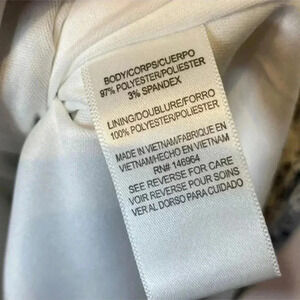 BODY/CORPS/CUERPO
97% POLYESTER/POLIESTER
3% SPANDEX
LINING/DOUBLURE/FORRO
100% POLYESTER/POLIESTER
MADE IN VIETNAM/FABRIQUE EN
VIETNAM/HECHO EN VIETNAM
RN# 146964
SEE REVERSE FOR CARE
VOIR REVERSE POUR SOINS
VER AL DORSO PARA CUIDADO